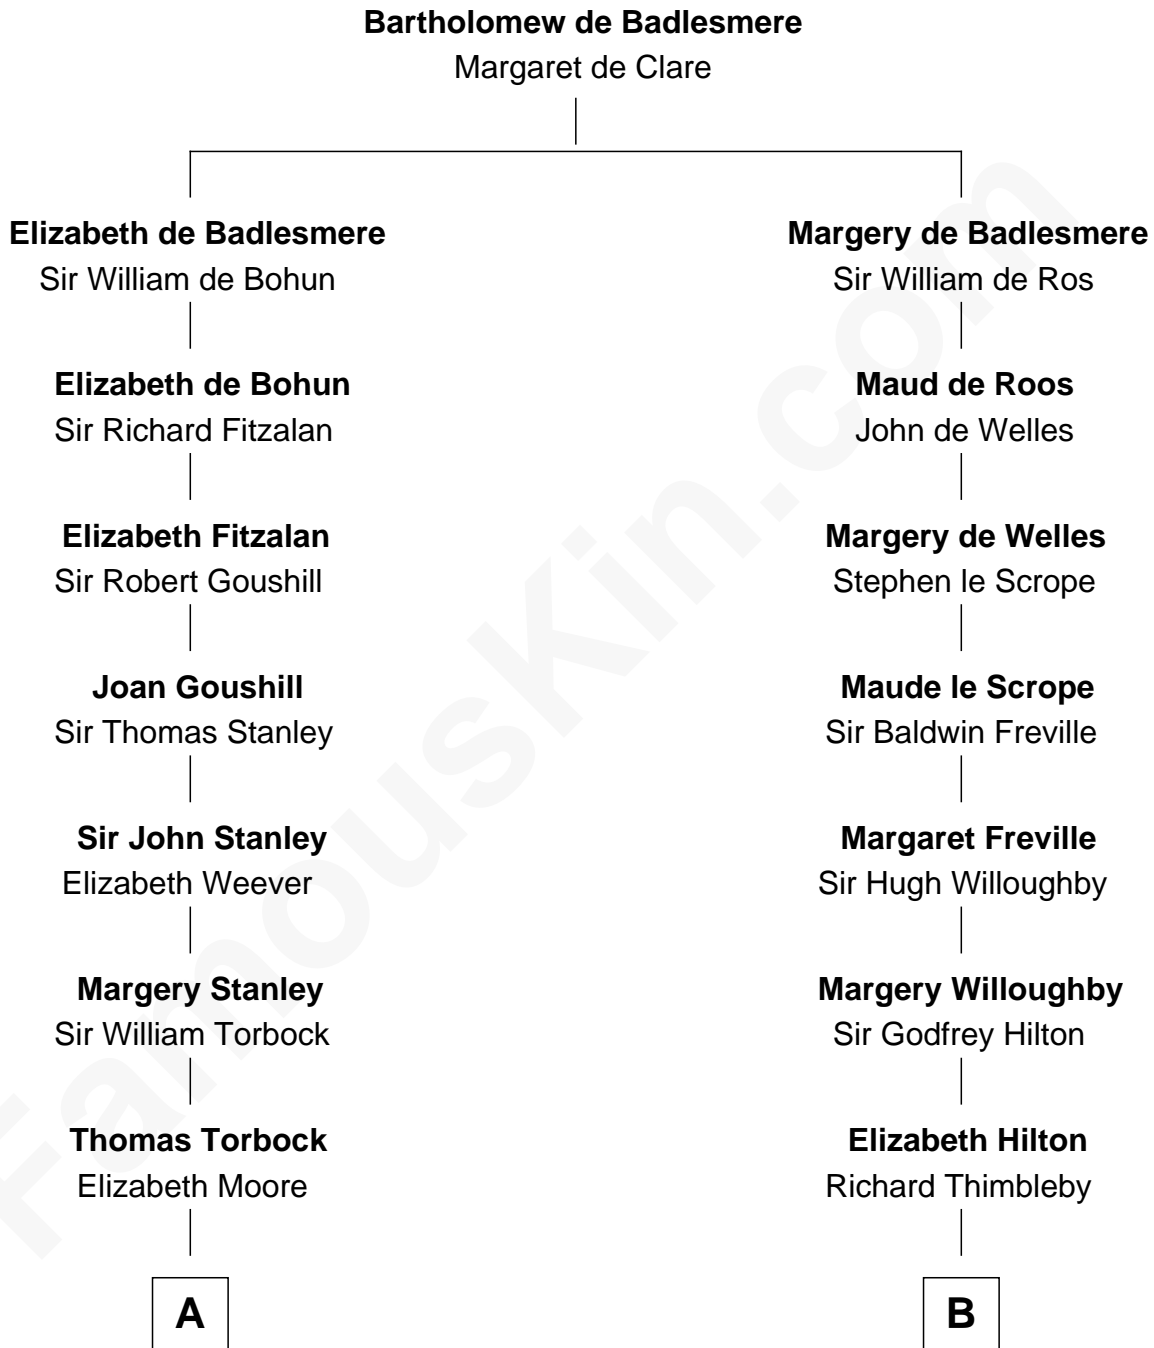 Bartholomew de Badlesmere
Margaret de Clare
Elizabeth de Badlesmere
Sir William de Bohun
Margery de Badlesmere
Sir William de Ros
Elizabeth de Bohun
Sir Richard Fitzalan
Maud de Roos
John de Welles
Elizabeth Fitzalan
Sir Robert Goushill
Margery de Welles
Stephen le Scrope
Joan Goushill
Sir Thomas Stanley
Maude le Scrope
Sir Baldwin Freville
Sir John Stanley
Elizabeth Weever
Margaret Freville
Sir Hugh Willoughby
Margery Stanley
Sir William Torbock
Margery Willoughby
Sir Godfrey Hilton
Thomas Torbock
Elizabeth Moore
Elizabeth Hilton
Richard Thimbleby
A
B
FamousKin.com